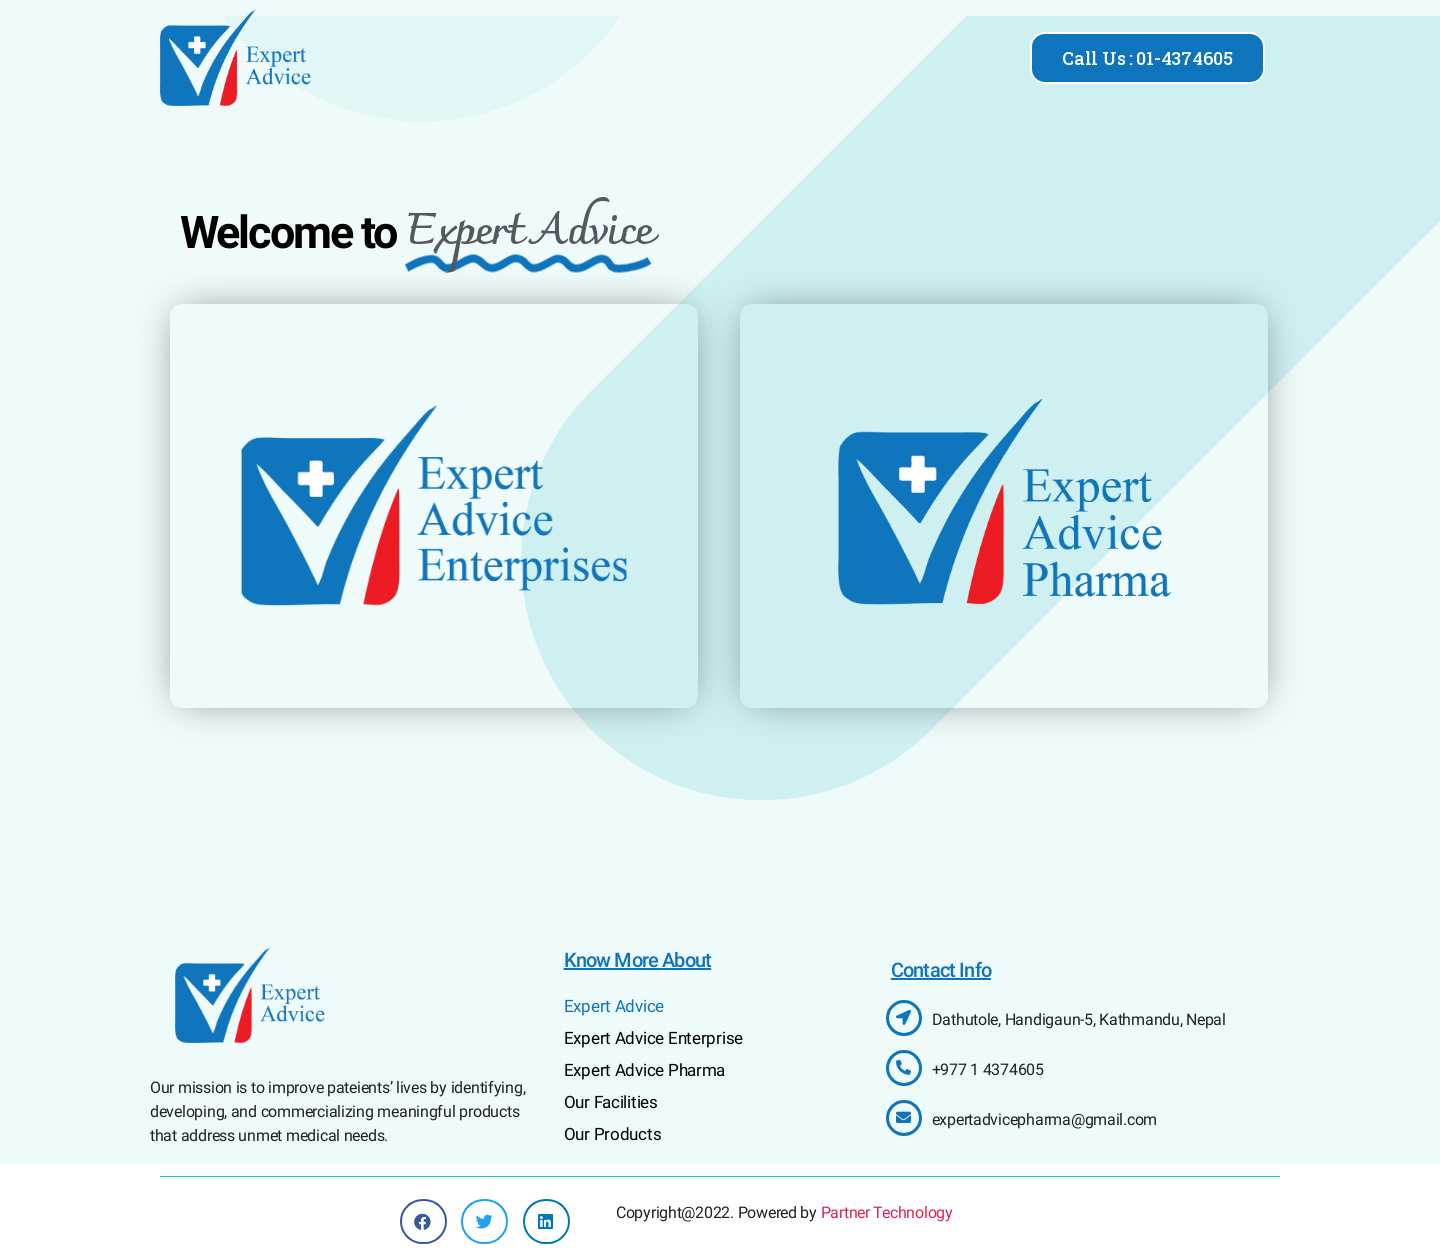 Expert
Advice
Call Us : 01-4374605
Welcome to Expert Advice
Expert
Advice
Enterprises
Expert
Advice
Pharma
Expert
Advice
Our mission is to improve pateients’ lives by identifying,
developing, and commercializing meaningful products
that address unmet medical needs.
Know More About
Expert Advice
Expert Advice Enterprise
Expert Advice Pharma
Our Facilities
Our Products
Contact Info
Dathutole, Handigaun-5, Kathmandu, Nepal
+977 1 4374605
expertadvicepharma@gmail.com
Copyright@2022. Powered by Partner Technology